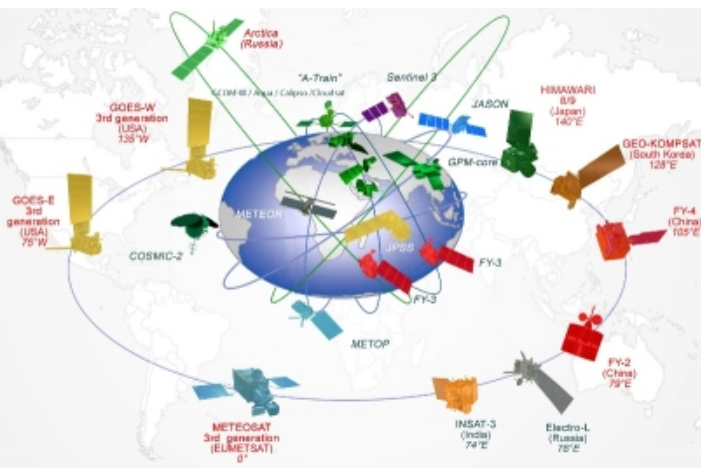 Arctica
(Russia)
"A-Train"
GCOM-W / Aqua / Calipso /Cloudsat
Sentinel 3
JASON
HIMAWARI
8/9
(Japan)
140°E
GOES-W
3rd generation
(USA)
135°W
GEO-KOMPSAT
(South Korea)
128°E
GPM-core
GOES-E
3rd
generation
(USA)
75°W
METEOR
FY-4
(China)
105°E
COSMIC-2
JPSS
FY-3
FY-3
METOP
FY-2
(China)
79°E
METEOSAT
3rd generation
(EUMETSAT)
0°
INSAT-3
(India)
74°E
Electro-L
(Russia)
76°E